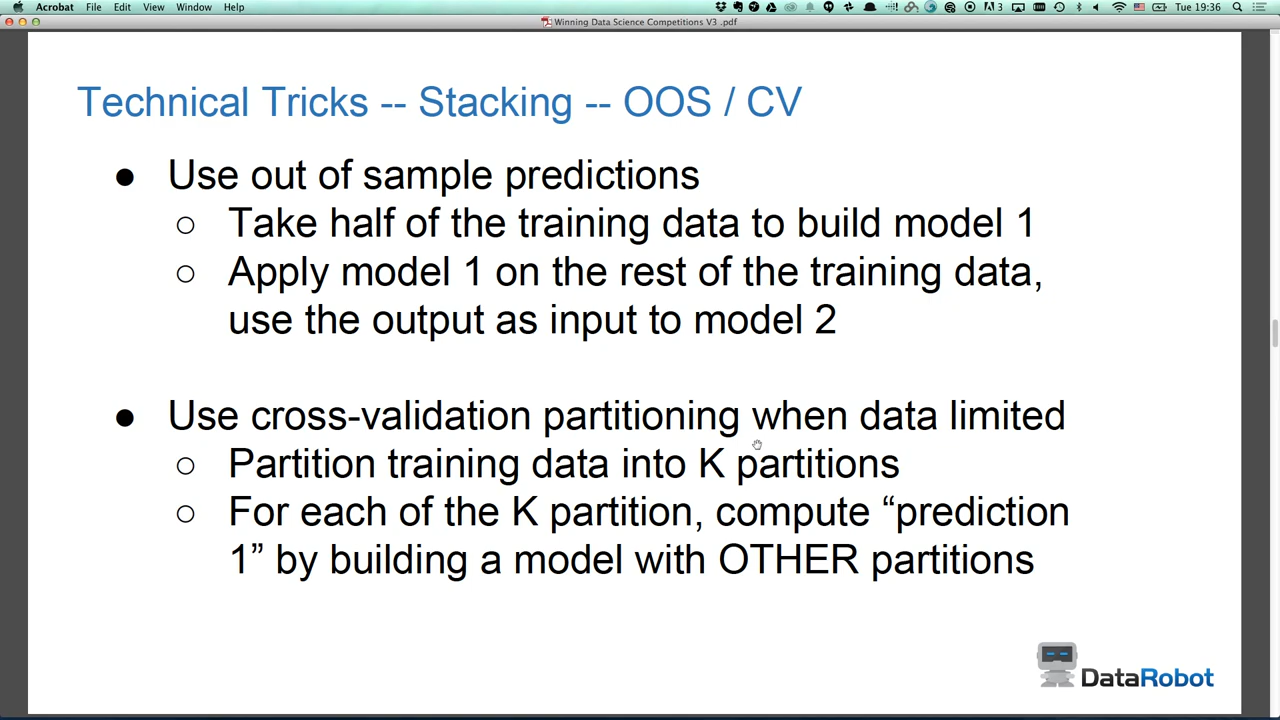 Acrobat File Edit View Window Help 3 Tue 19:36
Winning Data Science Competitions V3 .pdf
Technical Tricks -- Stacking -- OOS / CV
● Use out of sample predictions
○ Take half of the training data to build model 1
○ Apply model 1 on the rest of the training data,
use the output as input to model 2
● Use cross-validation partitioning when data limited
○ Partition training data into K partitions
○ For each of the K partition, compute “prediction
1” by building a model with OTHER partitions
DataRobot